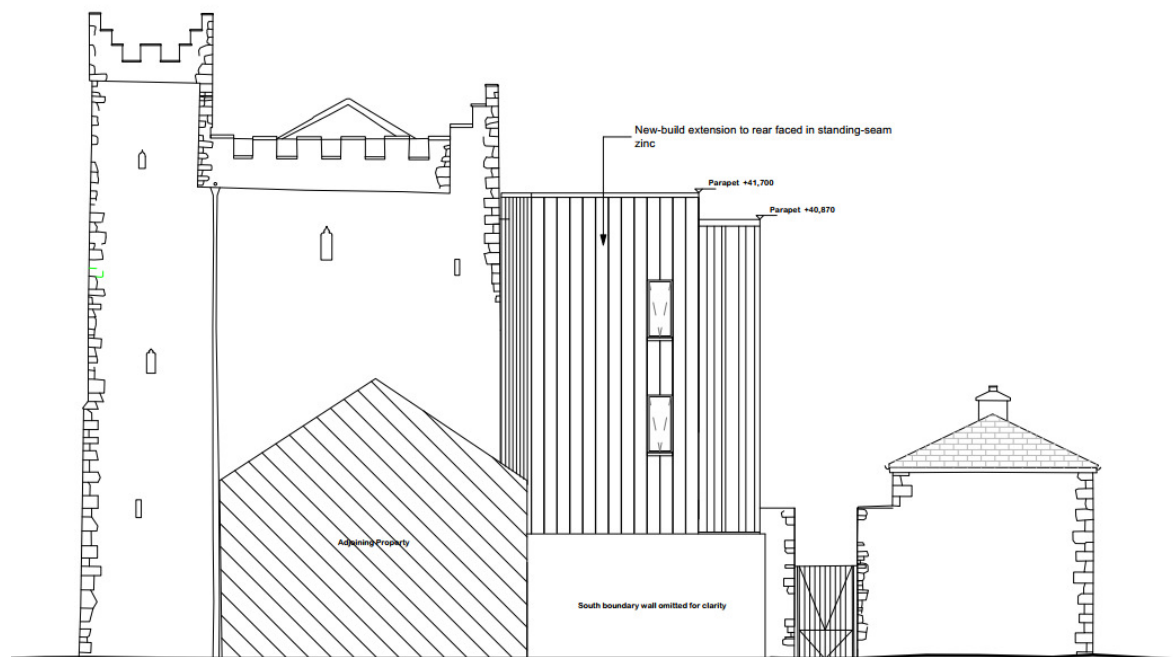 New-build extension to rear faced in standing-seam
zinc
Parapet +41,700
Parapet +40,870
Adjoining Property
South boundary wall omitted for clarity